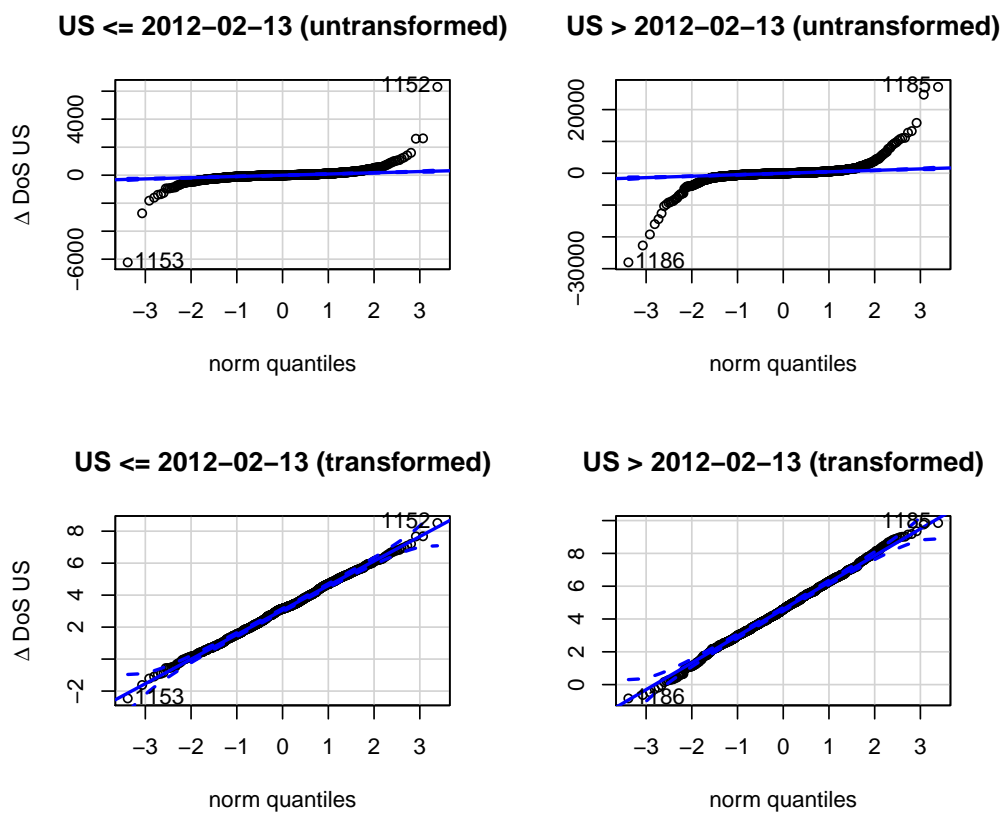 US <= 2012−02−13 (untransformed)
Δ DoS US
4000
0
−6000
1152
1153
−3 −2 −1 0 1 2 3
norm quantiles
US > 2012−02−13 (untransformed)
20000
0
−30000
1185
1186
−3 −2 −1 0 1 2 3
norm quantiles
US <= 2012−02−13 (transformed)
Δ DoS US
8
6
4
2
−2
1152
1153
−3 −2 −1 0 1 2 3
norm quantiles
US > 2012−02−13 (transformed)
8
6
4
2
0
1185
1186
−3 −2 −1 0 1 2 3
norm quantiles